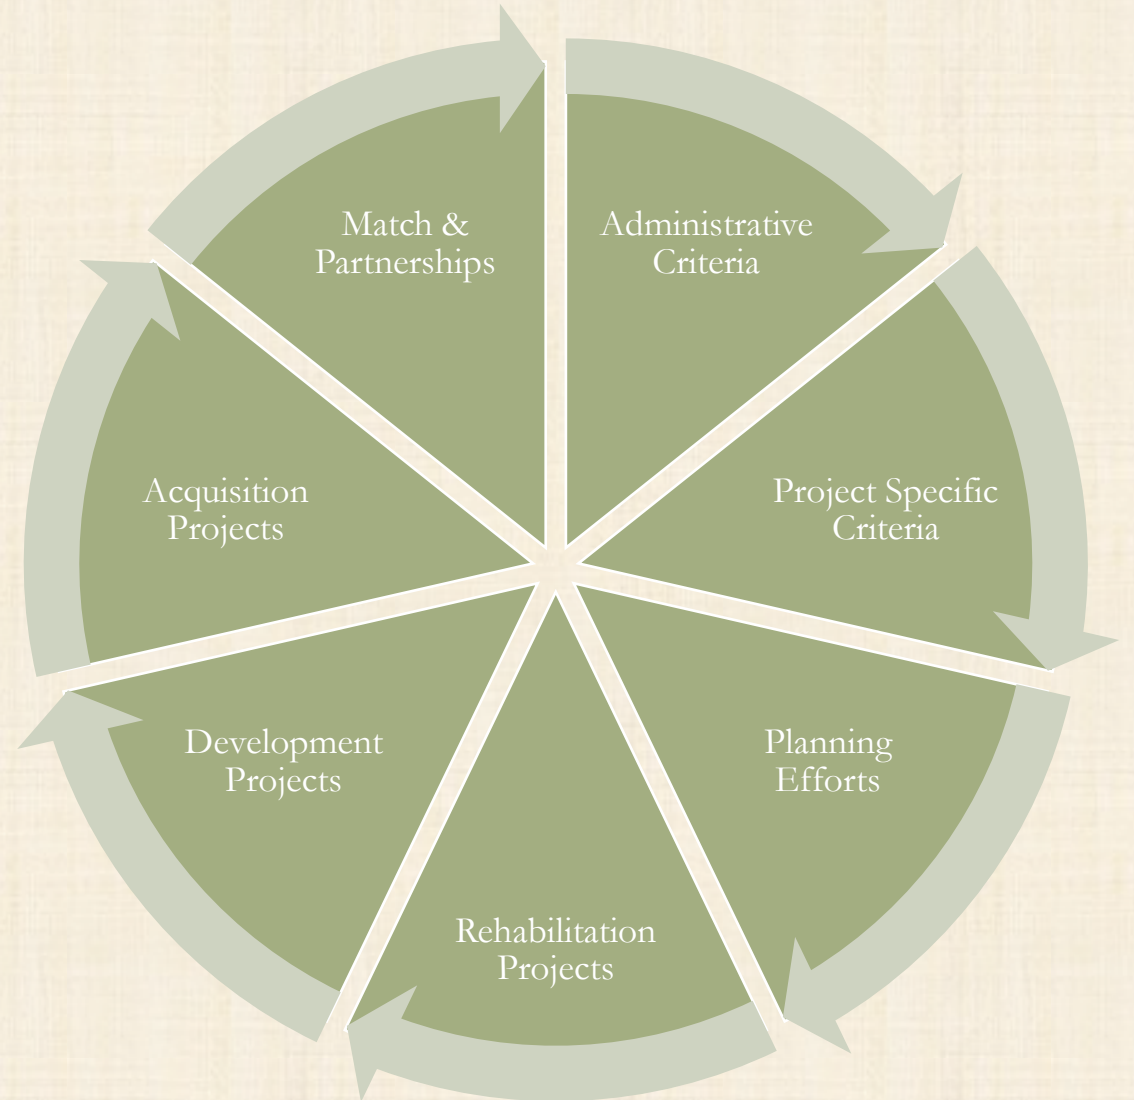 Match &
Partnerships
Administrative
Criteria
Acquisition
Projects
Project Specific
Criteria
Development
Projects
Planning
Efforts
Rehabilitation
Projects